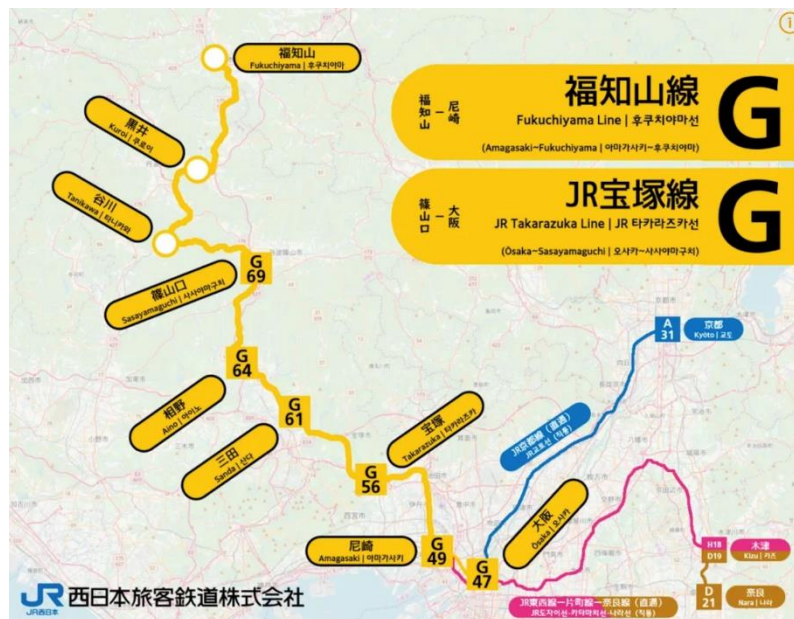 福知山
Fukuchiyama | 후쿠치야마
黒井
Kuroi | 쿠로이
谷川
Tanikawa | 타니카와
福知山 ー 尼崎
福知山線
Fukuchiyama Line | 후쿠치야마선
(Amagasaki~Fukuchiyama | 아마가사키~후쿠치야마)
G
篠山口 ー 大阪
JR宝塚線
JR Takarazuka Line | JR 타카라즈카선
(Ōsaka~Sasayamaguchi | 오사카~사사야마구치)
G
G
69
篠山口
Sasayamaguchi | 사사야마구치
G
64
相野
Aino | 아이노
G
61
三田
Sanda | 산다
G
56
宝塚
Takarazuka | 타카라즈카
A
31
京都
Kyōto | 교토
JR京都線（直通）
JR교토선 (직통)
大阪
Ōsaka | 오사카
尼崎
Amagasaki | 아마가사키
G
49
G
47
H18
D19
木津
Kizu | 키즈
D
21
奈良
Nara | 나라
JR東西線ー片町線ー奈良線（直通）
JR도자이선-카타마치선-나라선 (직통)
JR
JR西日本
西日本旅客鉄道株式会社